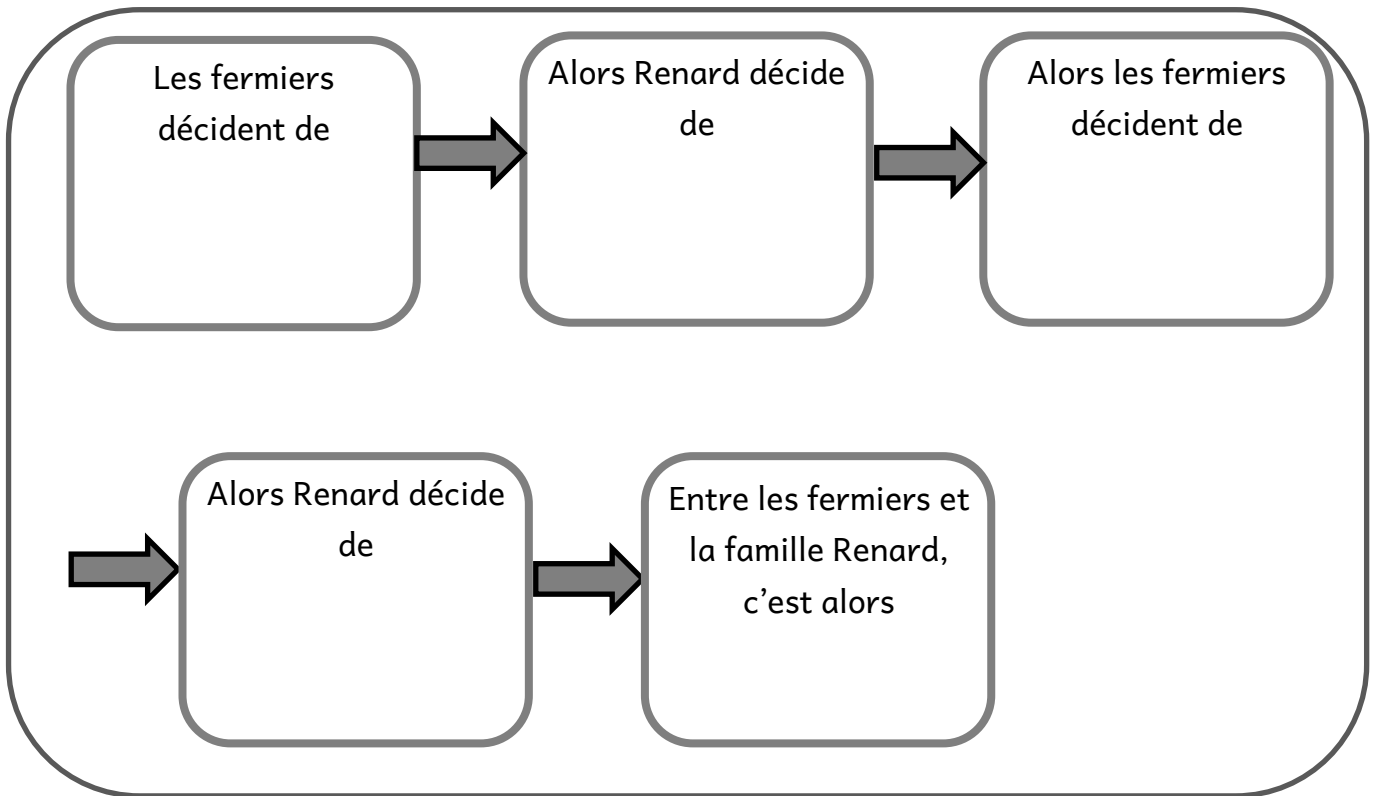 Les fermiers
décident de
Alors Renard décide
de
Alors les fermiers
décident de
Alors Renard décide
de
Entre les fermiers et
la famille Renard,
c’est alors